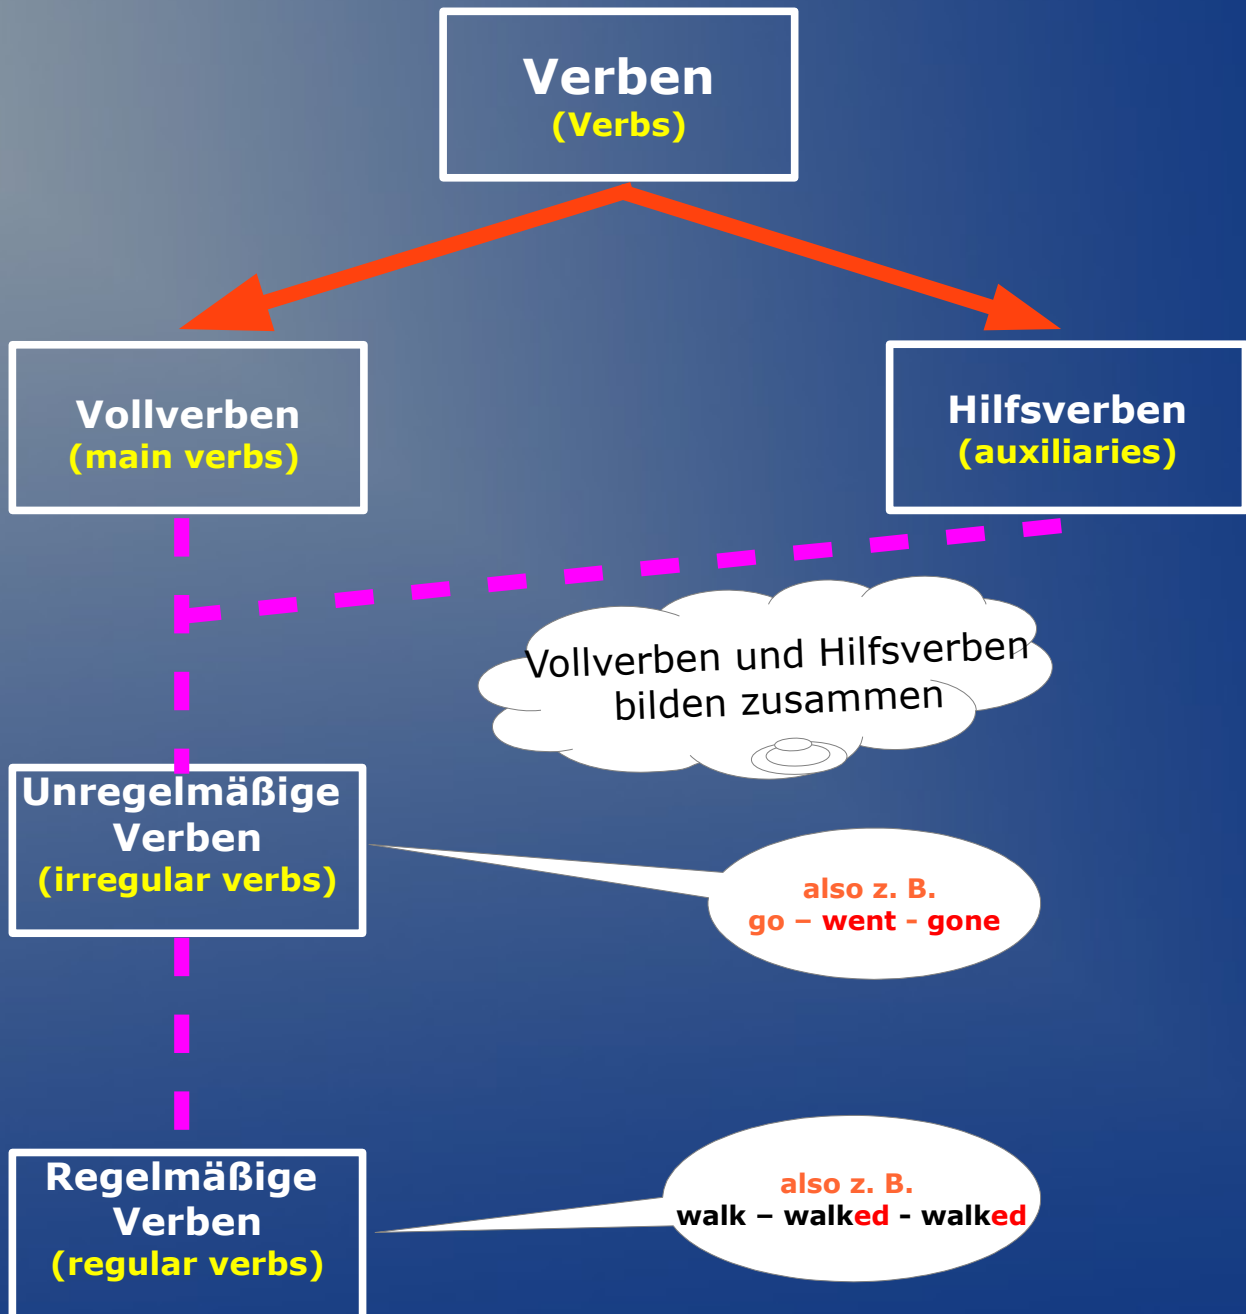 Verben
(Verbs)
Vollverben
(main verbs)
Hilfsverben
(auxiliaries)
Vollverben und Hilfsverben
bilden zusammen
Unregelmäßige
Verben
(irregular verbs)
also z. B.
go – went - gone
Regelmäßige
Verben
(regular verbs)
also z. B.
walk – walked - walked